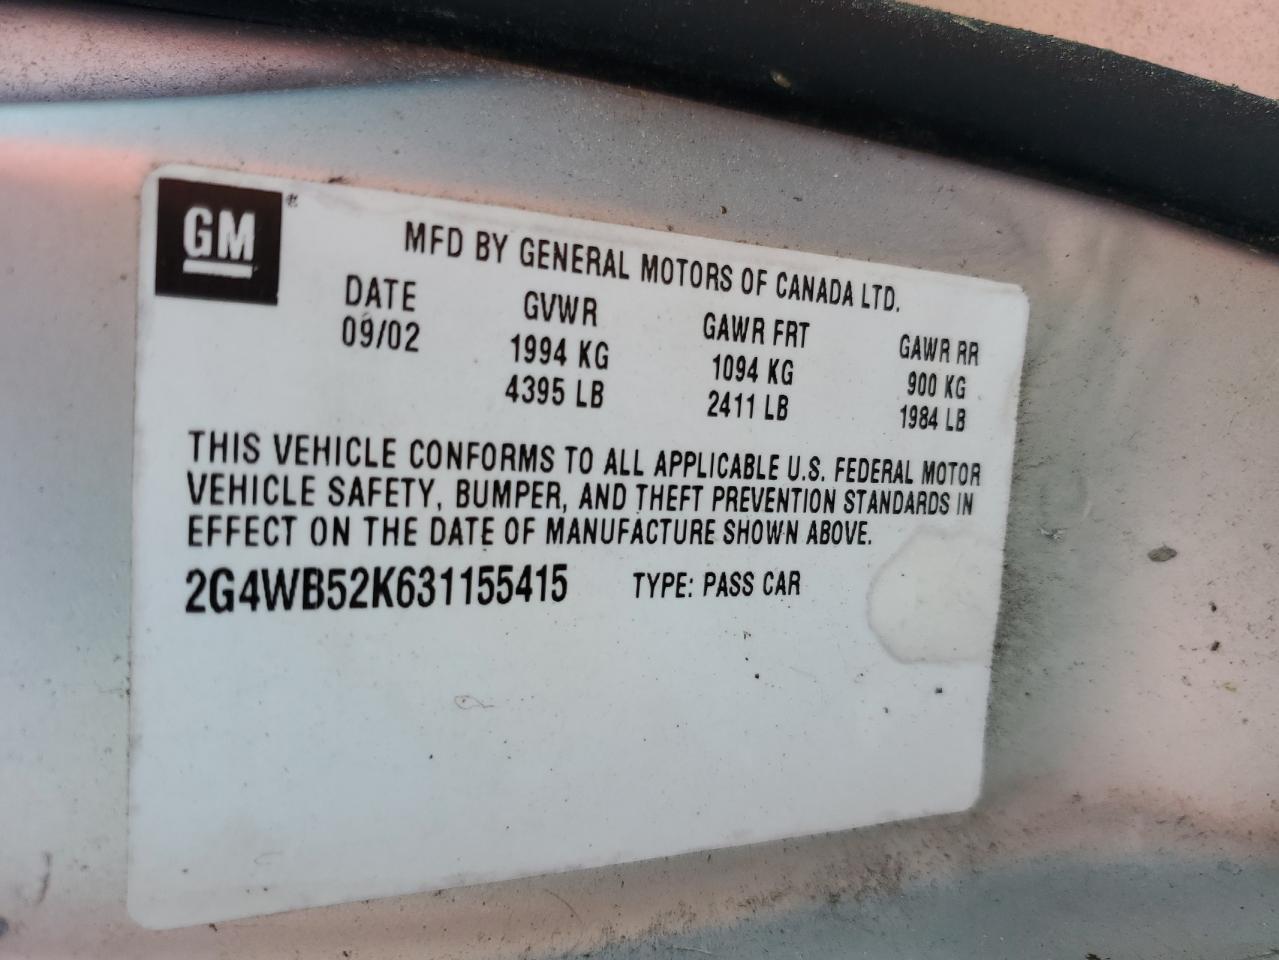 GM ®
MFD BY GENERAL MOTORS OF CANADA LTD.
DATE GVWR GAWR FRT GAWR RR
09/02 1994 KG 1094 KG 900 KG
4395 LB 2411 LB 1984 LB
THIS VEHICLE CONFORMS TO ALL APPLICABLE U.S. FEDERAL MOTOR
VEHICLE SAFETY, BUMPER, AND THEFT PREVENTION STANDARDS IN
EFFECT ON THE DATE OF MANUFACTURE SHOWN ABOVE.
2G4WB52K631155415 TYPE: PASS CAR